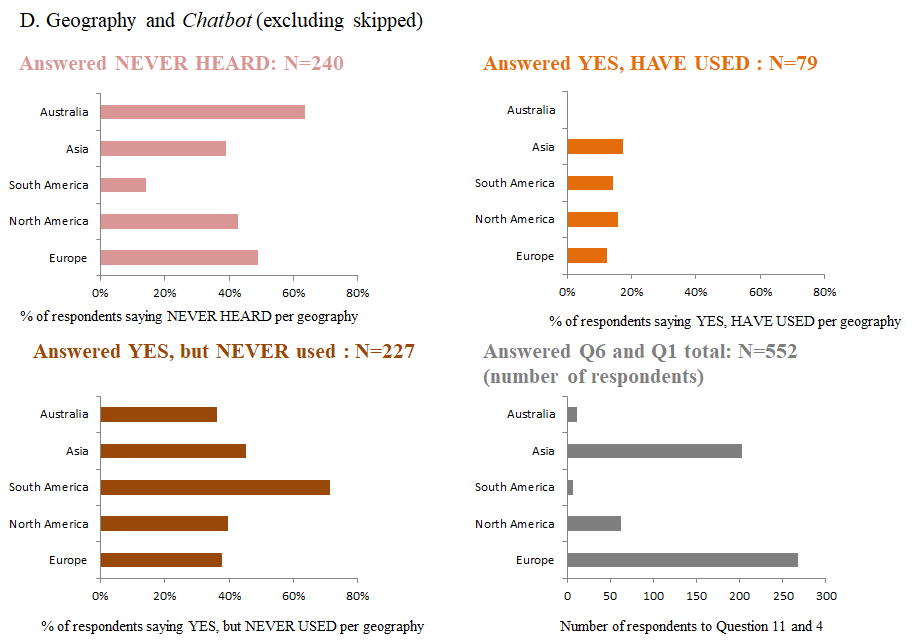 D. Geography and Chatbot (excluding skipped)
Answered NEVER HEARD: N=240
Australia
Asia
South America
North America
Europe
0% 20% 40% 60% 80%
% of respondents saying NEVER HEARD per geography
Answered YES, HAVE USED : N=79
Australia
Asia
South America
North America
Europe
0% 20% 40% 60% 80%
% of respondents saying YES, HAVE USED per geography
Answered YES, but NEVER used : N=227
Australia
Asia
South America
North America
Europe
0% 20% 40% 60% 80%
% of respondents saying YES, but NEVER USED per geography
Answered Q6 and Q1 total: N=552
(number of respondents)
Australia
Asia
South America
North America
Europe
0 50 100 150 200 250 300
Number of respondents to Question 11 and 4